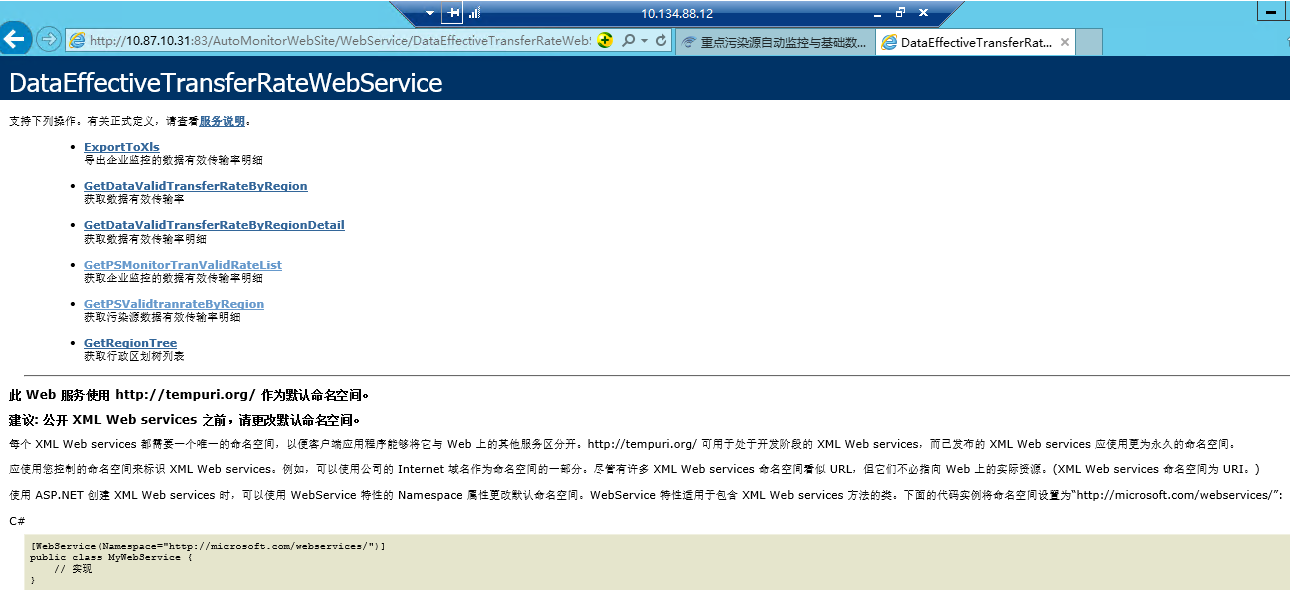 10.134.88.12
http://10.87.10.31:83/AutoMonitorWebSite/WebService/DataEffectiveTransferRateWeb
重点污染源自动监控与基础数...
DataEffectiveTransferRat...
DataEffectiveTransferRateWebService
支持下列操作。有关正式定义，请查看服务说明。
ExportToXls
导出企业监控的数据有效传输率明细
GetDataValidTransferRateByRegion
获取数据有效传输率
GetDataValidTransferRateByRegionDetail
获取数据有效传输率明细
GetPSMonitorTranValidRateList
获取企业监控的数据有效传输率明细
GetPSValidtranrateByRegion
获取污染源数据有效传输率明细
GetRegionTree
获取行政区划树列表
此 Web 服务使用 http://tempuri.org/ 作为默认命名空间。
建议: 公开 XML Web services 之前，请更改默认命名空间。
每个 XML Web services 都需要一个唯一的命名空间，以便客户端应用程序能够将它与 Web 上的其他服务区分开。http://tempuri.org/ 可用于处于开发阶段的 XML Web services，而已发布的 XML Web services 应使用更为永久的命名空间。
应使用您控制的命名空间来标识 XML Web services。例如，可以使用公司的 Internet 域名作为命名空间的一部分。尽管有许多 XML Web services 命名空间看似 URL，但它们不必指向 Web 上的实际资源。(XML Web services 命名空间为 URI。)
使用 ASP.NET 创建 XML Web services 时，可以使用 WebService 特性的 Namespace 属性更改默认命名空间。WebService 特性适用于包含 XML Web services 方法的类。下面的代码实例将命名空间设置为“http://microsoft.com/webservices/”:
C#
[WebService(Namespace="http://microsoft.com/webservices/")]
public class MyWebService {
    // 实现
}